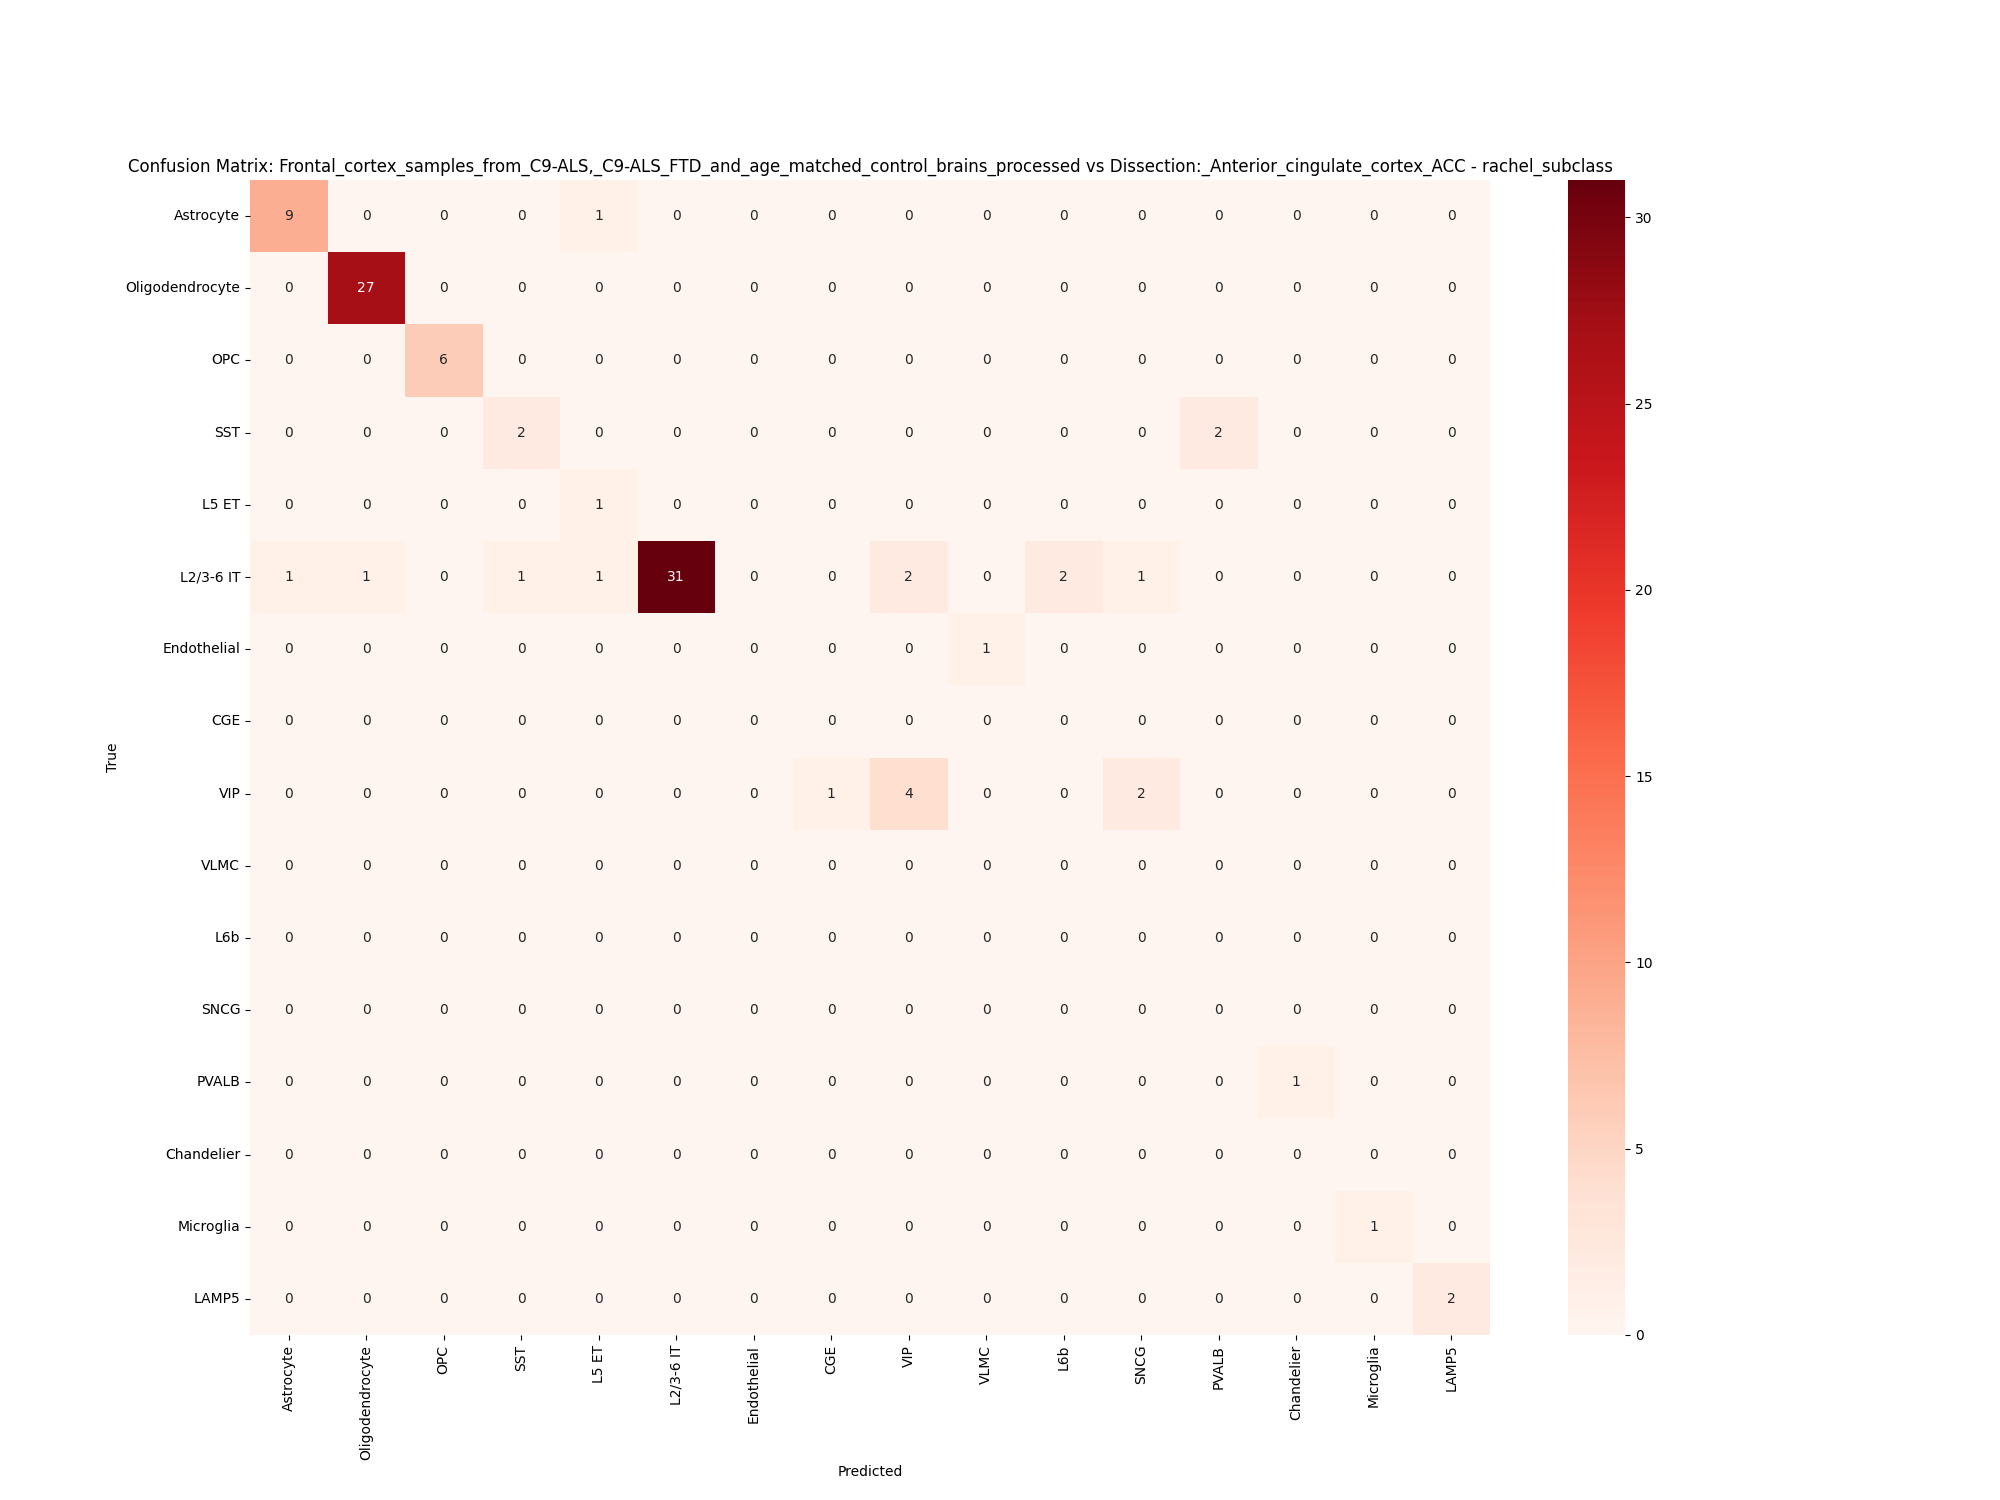 Confusion Matrix: Frontal_cortex_samples_from_C9-ALS,_C9-ALS_FTD_and_age_matched_control_brains_processed vs Dissection:_Anterior_cingulate_cortex_ACC - rachel_subclass
Astrocyte 9 0 0 0 1 0 0 0 0 0 0 0 0 0 0 0
Oligodendrocyte 0 27 0 0 0 0 0 0 0 0 0 0 0 0 0 0
OPC 0 0 6 0 0 0 0 0 0 0 0 0 0 0 0 0
SST 0 0 0 2 0 0 0 0 0 0 0 0 2 0 0 0
L5 ET 0 0 0 0 1 0 0 0 0 0 0 0 0 0 0 0
L2/3-6 IT 1 1 0 1 1 31 0 0 2 0 2 1 0 0 0 0
Endothelial 0 0 0 0 0 0 0 0 0 1 0 0 0 0 0 0
CGE 0 0 0 0 0 0 0 0 0 0 0 0 0 0 0 0
VIP 0 0 0 0 0 0 0 1 4 0 0 2 0 0 0 0
VLMC 0 0 0 0 0 0 0 0 0 0 0 0 0 0 0 0
L6b 0 0 0 0 0 0 0 0 0 0 0 0 0 0 0 0
SNCG 0 0 0 0 0 0 0 0 0 0 0 0 0 0 0 0
PVALB 0 0 0 0 0 0 0 0 0 0 0 0 0 1 0 0
Chandelier 0 0 0 0 0 0 0 0 0 0 0 0 0 0 0 0
Microglia 0 0 0 0 0 0 0 0 0 0 0 0 0 0 1 0
LAMP5 0 0 0 0 0 0 0 0 0 0 0 0 0 0 0 2
True
Astrocyte
Oligodendrocyte
OPC
SST
L5 ET
L2/3-6 IT
Endothelial
CGE
VIP
VLMC
L6b
SNCG
PVALB
Chandelier
Microglia
LAMP5
Predicted
30
25
20
15
10
5
0